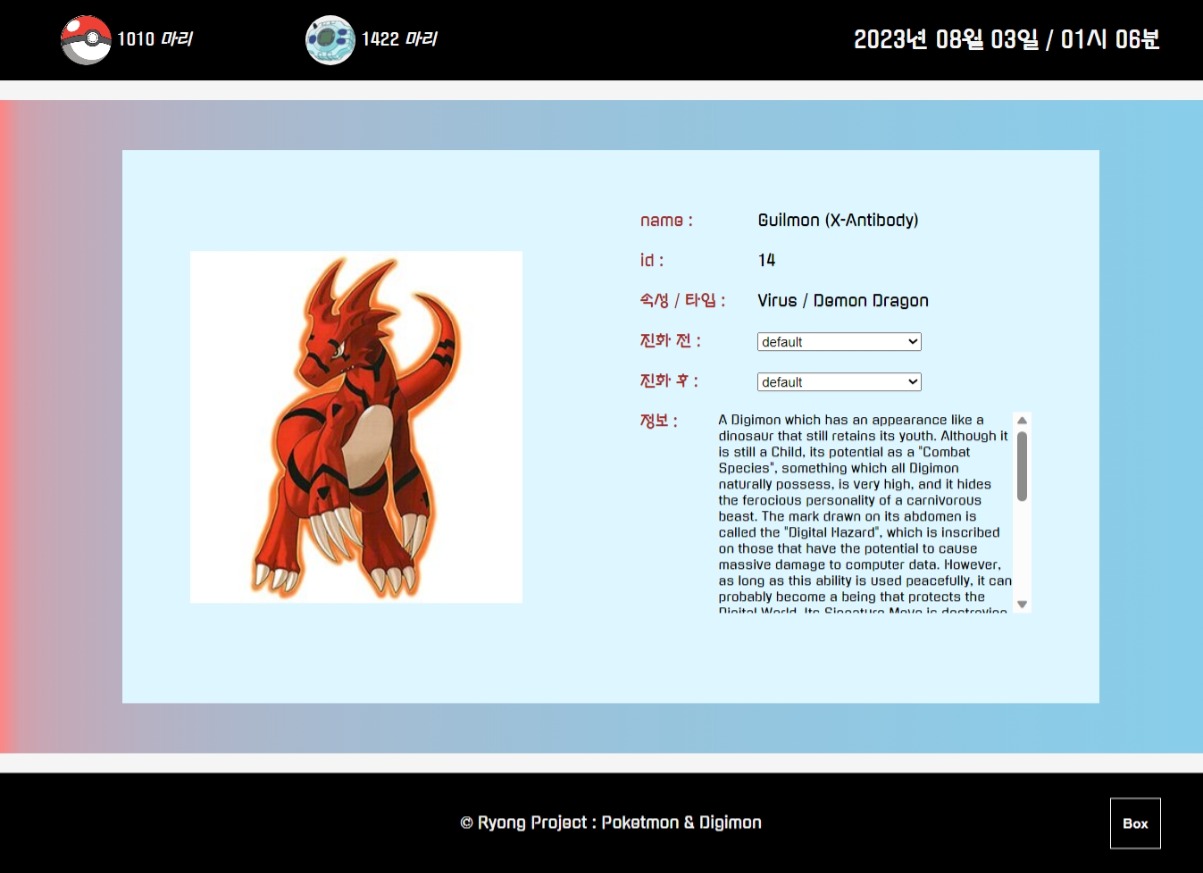 1010 마리
1422 마리
2023년 08월 03일 / 01시 06분
name : Guilmon (X-Antibody)
id : 14
속성 / 타입 : Virus / Demon Dragon
진화 전 : default
진화 후 : default
정보 :
A Digimon which has an appearance like a
dinosaur that still retains its youth. Although it
is still a Child, its potential as a "Combat
Species", something which all Digimon
naturally possess, is very high, and it hides
the ferocious personality of a carnivorous
beast. The mark drawn on its abdomen is
called the "Digital Hazard", which is inscribed
on those that have the potential to cause
massive damage to computer data. However,
as long as this ability is used peacefully, it can
probably become a being that protects the
Digital World. Its Signature Move is destroying
© Ryong Project : Poketmon & Digimon
Box